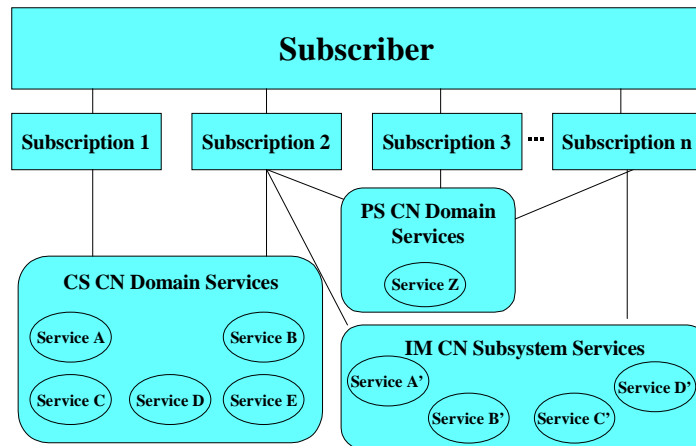 Subscriber
Subscription 1
Subscription 2
Subscription 3
...
Subscription n
PS CN Domain
Services
Service Z
CS CN Domain Services
Service A
Service B
Service C
Service D
Service E
IM CN Subsystem Services
Service A’
Service D’
Service B’
Service C’